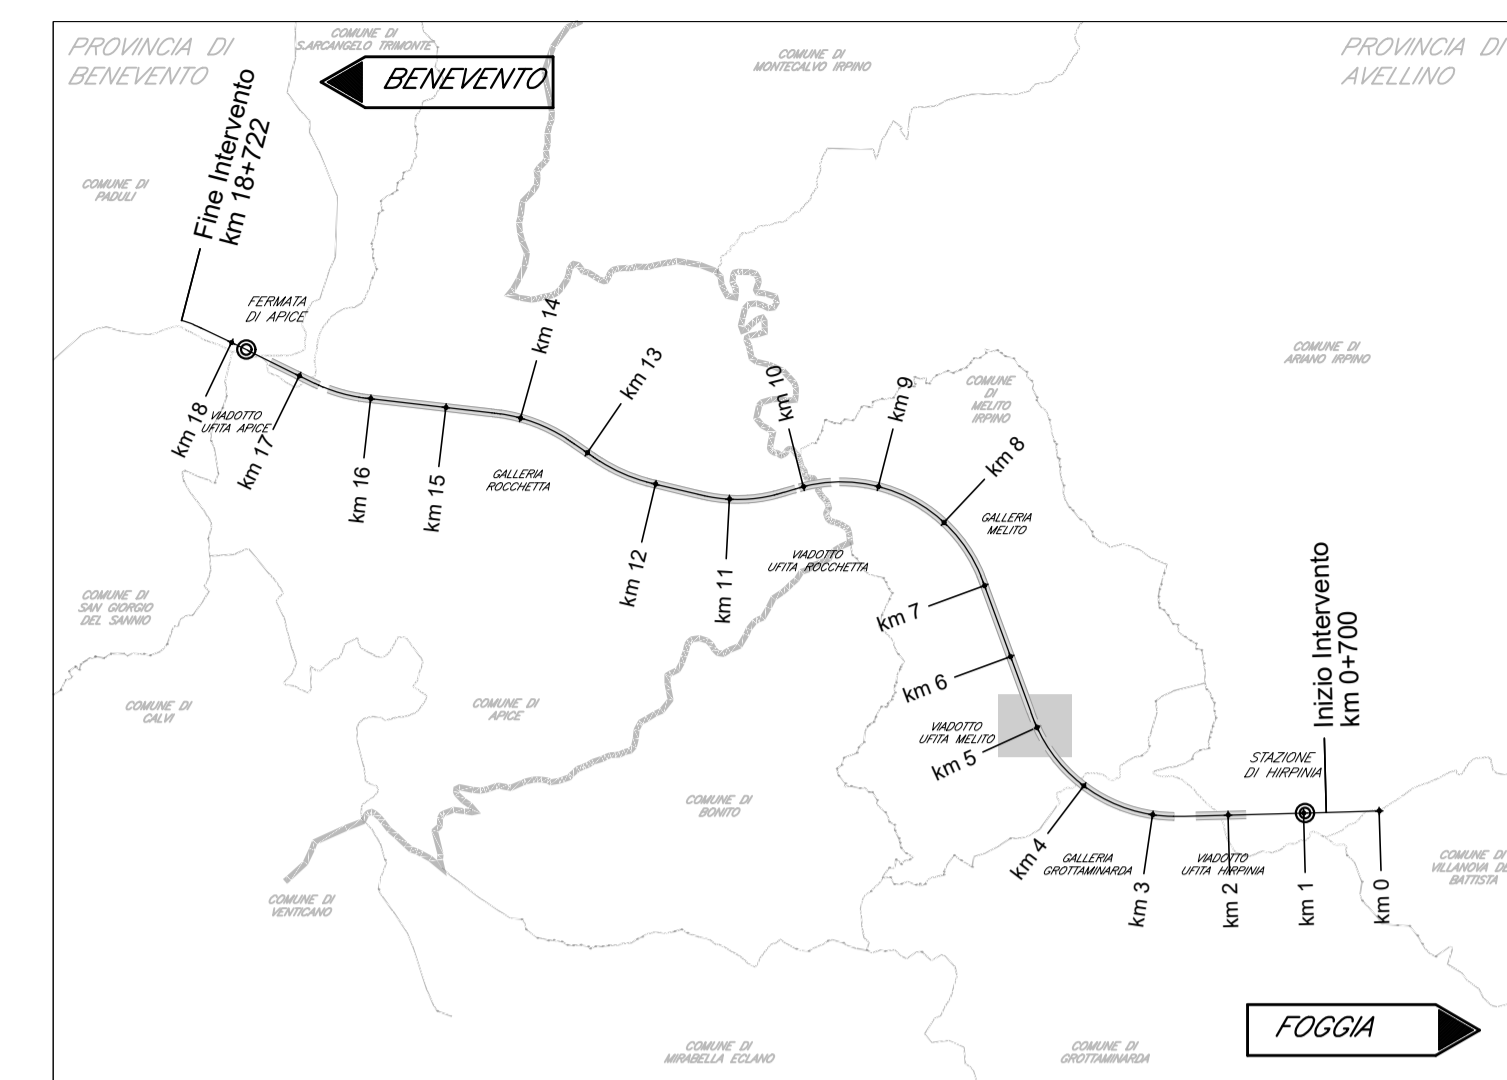 PROVINCIA DI
BENEVENTO
COMUNE DI
S.ARCANGELO TRIMONTE
BENEVENTO
COMUNE DI
MONTECALVO IRPINO
PROVINCIA DI
AVELLINO
Fine Intervento
km 18+722
COMUNE DI
PADULI
FERMATA
DI APICE
km 18
VIADOTTO
UFITA APICE
km 17
km 16
km 15
km 14
km 13
GALLERIA
ROCCHETTA
km 12
km 11
km 10
km 9
COMUNE
DI
MELITO
IRPINO
COMUNE DI
ARIANO IRPINO
km 8
GALLERIA
MELITO
VIADOTTO
UFITA ROCCHETTA
km 7
km 6
COMUNE DI
SAN GIORGIO
DEL SANNIO
COMUNE DI
CALVI
COMUNE DI
APICE
VIADOTTO
UFITA MELITO
km 5
Inizio Intervento
km 0+700
STAZIONE
DI HIRPINIA
COMUNE DI
BONITO
km 4
GALLERIA
GROTTAMINARDA
km 3
VIADOTTO
UFITA HIRPINIA
km 2
km 1
km 0
COMUNE DI
VILLANOVA DE
BATTISTA
COMUNE DI
VENTICANO
COMUNE DI
MIRABELLA ECLANO
COMUNE DI
GROTTAMINARDA
FOGGIA